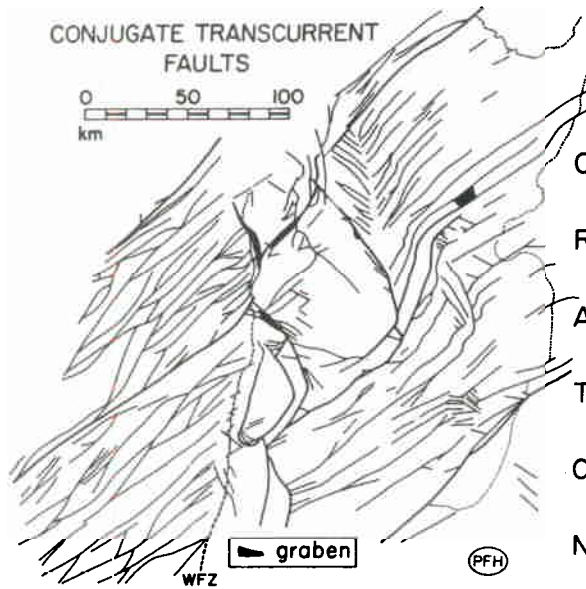 CONJUGATE TRANSCURRENT
FAULTS
0 50 100
km
C
R
A
T
O
N
graben
PFH
WFZ